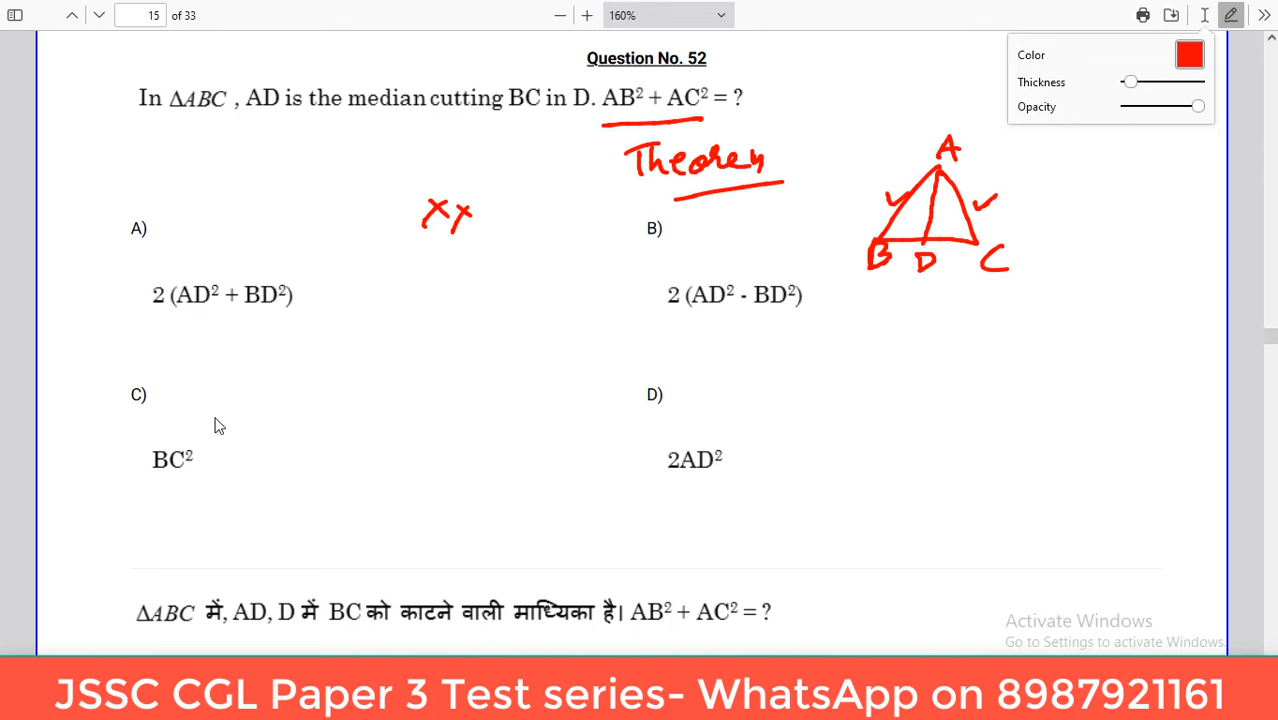 15 of 33
160%
Color
Thickness
Opacity
Question No. 52
In ΔABC , AD is the median cutting BC in D. AB² + AC² = ?
Theorem
A
B D C
A)
2 (AD² + BD²)
B)
2 (AD² - BD²)
C)
BC²
D)
2AD²
ΔABC में, AD, D में BC को काटने वाली माध्यिका है। AB² + AC² = ?
Activate Windows
Go to Settings to activate Windows.
JSSC CGL Paper 3 Test series- WhatsApp on 8987921161